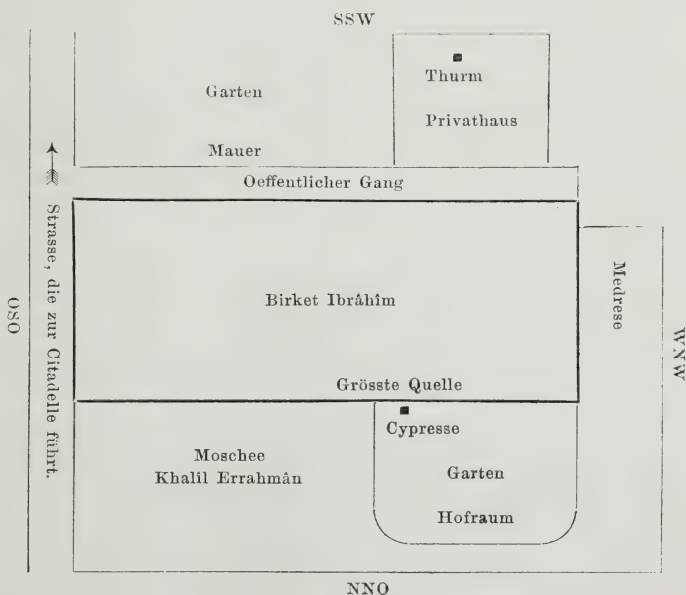 SSW
Garten
Thurm
Privathaus
Mauer
Oeffentlicher Gang
OSO
Strasse, die zur Citadelle führt.
Birket Ibrâhîm
Medrese
WNW
Grösste Quelle
Cypresse
Moschee
Khalîl Errahmân
Garten
Hofraum
NNO